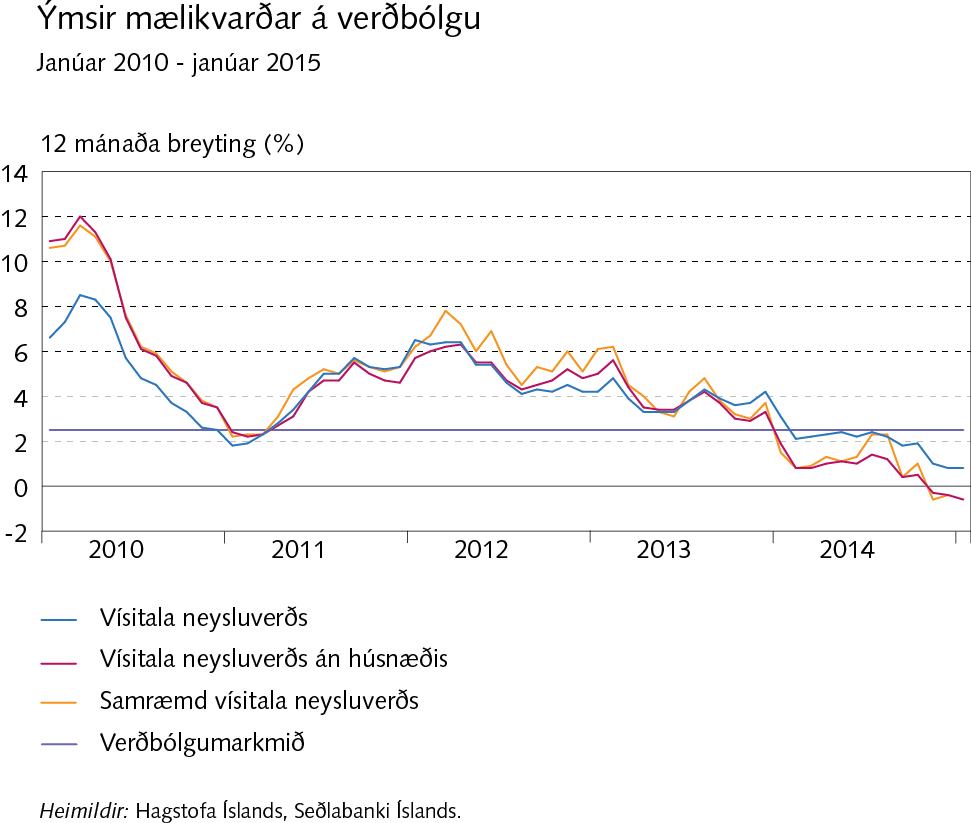 Ýmsir mælikvarðar á verðbólgu
Janúar 2010 - janúar 2015
12 mánaða breyting (%)
14
12
10
8
6
4
2
0
-2
2010 2011 2012 2013 2014
Vísitala neysluverðs
Vísitala neysluverðs án húsnæðis
Samræmd vísitala neysluverðs
Verðbólgumarkmið
Heimildir: Hagstofa Íslands, Seðlabanki Íslands.